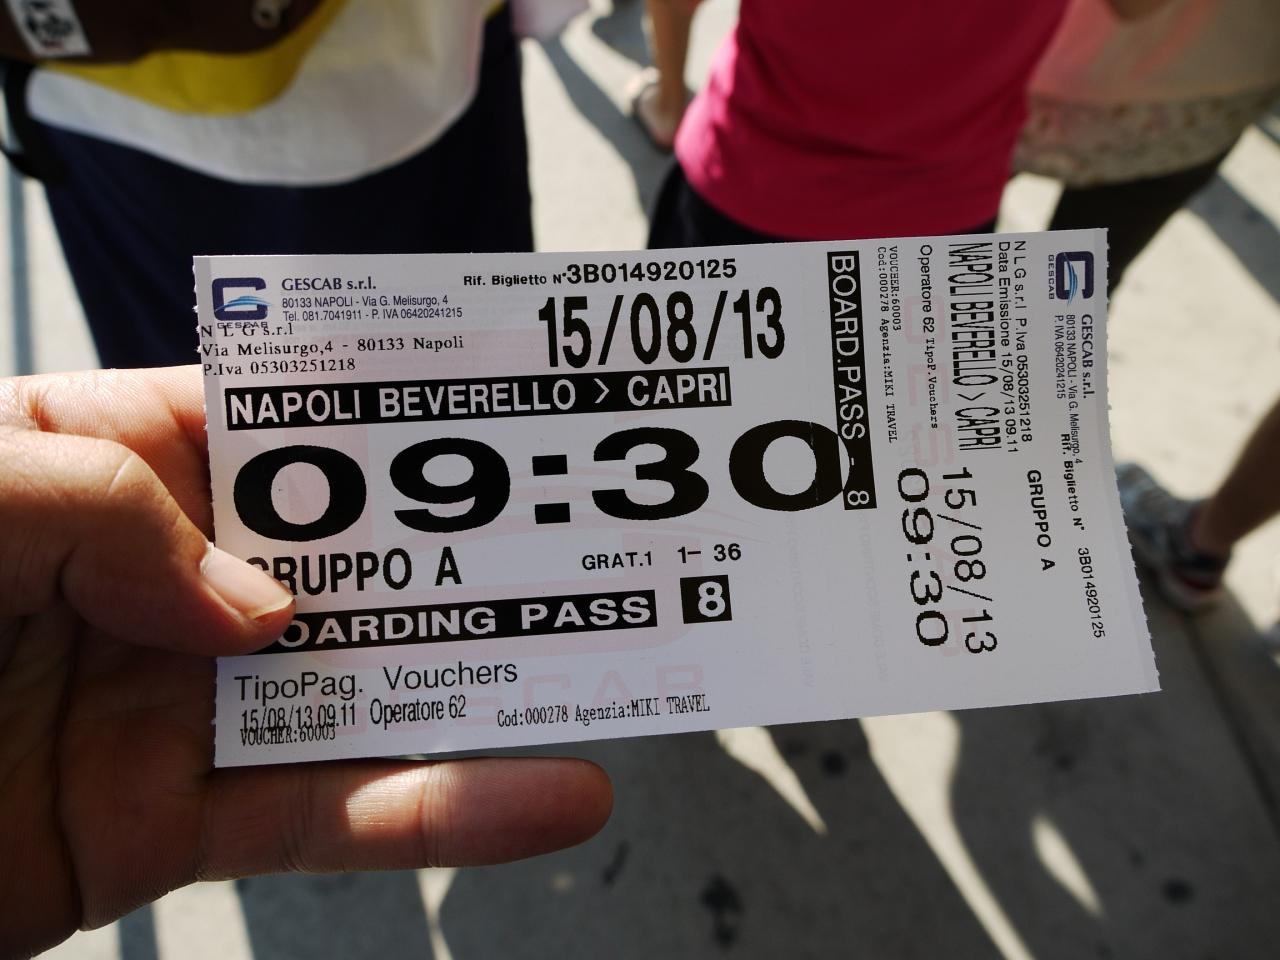 GESCAB s.r.l.
80133 NAPOLI - Via G. Melisurgo, 4
Tel. 081.7041911 - P. IVA 06420241215
GESCAB
N L G s.r.l
Via Melisurgo,4 - 80133 Napoli
P.Iva 05303251218
Rif. Biglietto N° 3B014920125
15/08/13
NAPOLI BEVERELLO > CAPRI
09:30
GRUPPO A GRAT.1 1- 36
OARDING PASS 8
TipoPag. Vouchers
15/08/13 09.11 Operatore 62 Cod:000278 Agenzia:MIKI TRAVEL
VOUCHER:60003
BOARD.PASS - 8
GESCAB
GESCAB s.r.l.
80133 NAPOLI - Via G. Melisurgo, 4
P. IVA 06420241215
Rif. Biglietto N° 3B014920125
GRUPPO A
N L G s.r.l P.Iva 05303251218
Data Emissione 15/08/13 09.11
NAPOLI BEVERELLO > CAPRI
15/08/13
09:30
Operatore 62 TipoP.Vouchers
VOUCHER:60003
Cod:000278 Agenzia:MIKI TRAVEL
GESCAB